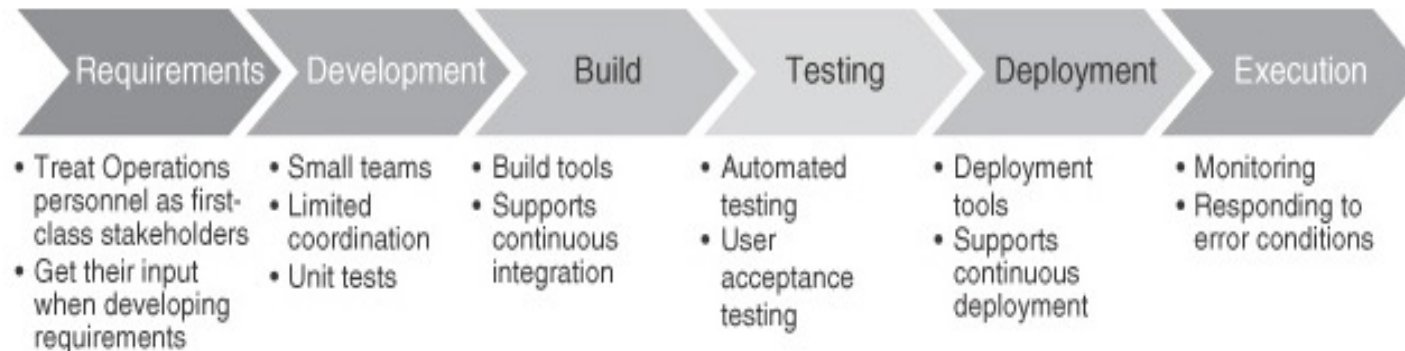 Requirements
Development
Build
Testing
Deployment
Execution
• Treat Operations
personnel as first-
class stakeholders
• Get their input
when developing
requirements
• Small teams
• Limited
coordination
• Unit tests
• Build tools
• Supports
continuous
integration
• Automated
testing
• User
acceptance
testing
• Deployment
tools
• Supports
continuous
deployment
• Monitoring
• Responding to
error conditions